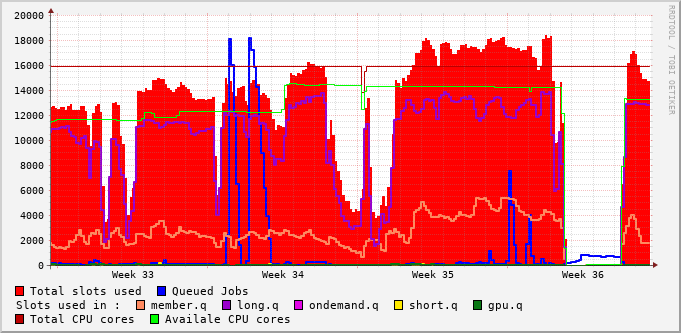 20000
18000
16000
14000
12000
10000
8000
6000
4000
2000
0
Week 33 Week 34 Week 35 Week 36
Total slots used Queued Jobs
Slots used in : member.q long.q ondemand.q short.q gpu.q
Total CPU cores Availale CPU cores
RRDTOOL / TOBI OETIKER